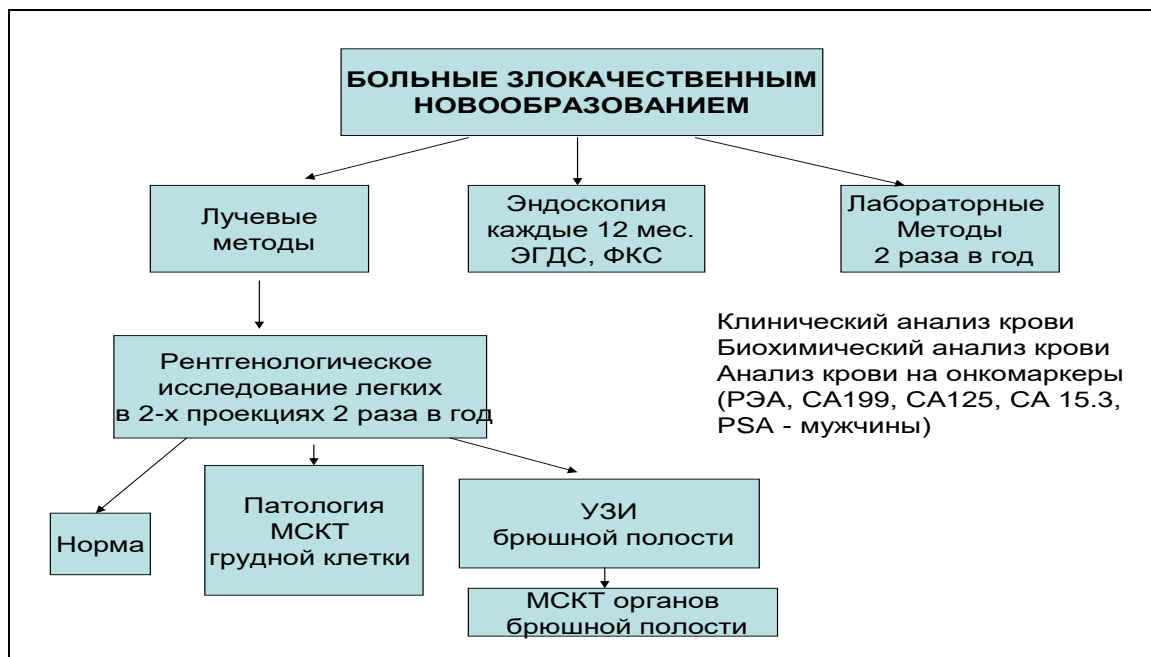 БОЛЬНЫЕ ЗЛОКАЧЕСТВЕННЫМ
НОВООБРАЗОВАНИЕМ
Лучевые
методы
Эндоскопия
каждые 12 мес.
ЭГДС, ФКС
Лабораторные
Методы
2 раза в год
Клинический анализ крови
Биохимический анализ крови
Анализ крови на онкомаркеры
(РЭА, СА199, СА125, СА 15.3,
PSA - мужчины)
Рентгенологическое
исследование легких
в 2-х проекциях 2 раза в год
Норма
Патология
МСКТ
грудной клетки
УЗИ
брюшной полости
МСКТ органов
брюшной полости